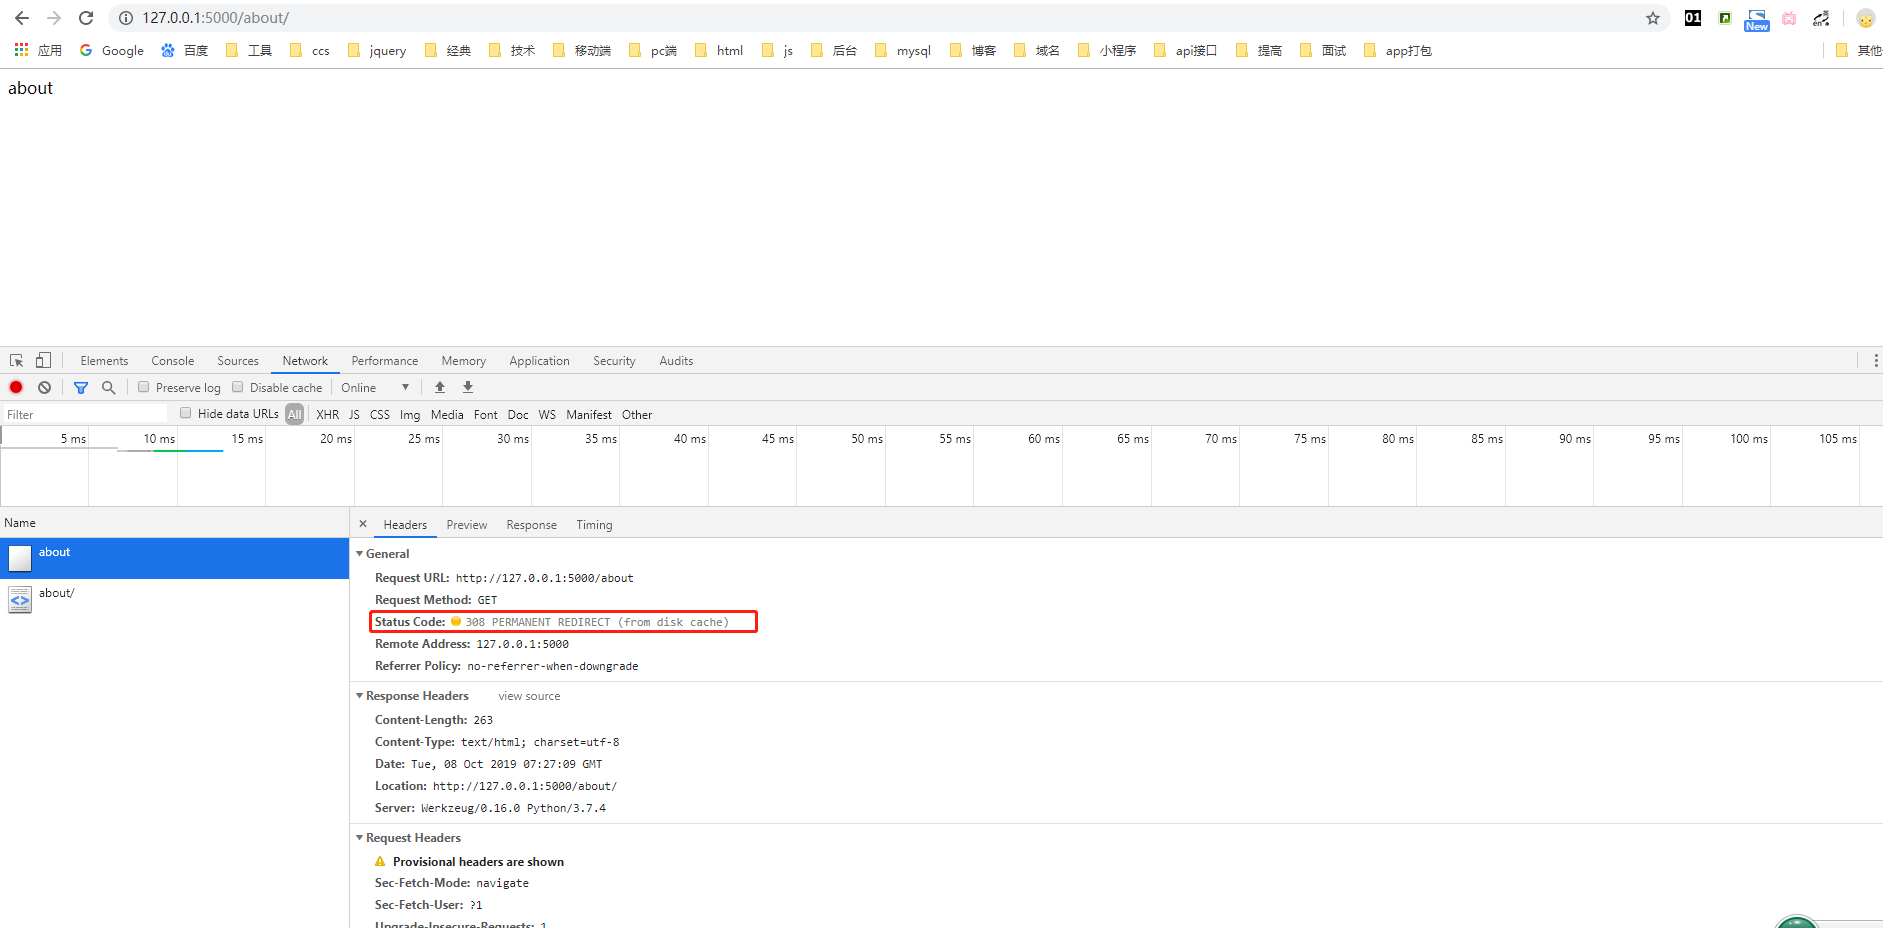 127.0.0.1:5000/about/
01
New
en
应用 Google 百度 工具 ccs jquery 经典 技术 移动端 pc端 html js 后台 mysql 博客 域名 小程序 api接口 提高 面试 app打包 其他
about
Elements Console Sources Network Performance Memory Application Security Audits
Preserve log Disable cache Online
Filter Hide data URLs All XHR JS CSS Img Media Font Doc WS Manifest Other
5 ms 10 ms 15 ms 20 ms 25 ms 30 ms 35 ms 40 ms 45 ms 50 ms 55 ms 60 ms 65 ms 70 ms 75 ms 80 ms 85 ms 90 ms 95 ms 100 ms 105 ms
Name
about
about/
× Headers Preview Response Timing
General
Request URL: http://127.0.0.1:5000/about
Request Method: GET
Status Code: 308 PERMANENT REDIRECT (from disk cache)
Remote Address: 127.0.0.1:5000
Referrer Policy: no-referrer-when-downgrade
Response Headers view source
Content-Length: 263
Content-Type: text/html; charset=utf-8
Date: Tue, 08 Oct 2019 07:27:09 GMT
Location: http://127.0.0.1:5000/about/
Server: Werkzeug/0.16.0 Python/3.7.4
Request Headers
Provisional headers are shown
Sec-Fetch-Mode: navigate
Sec-Fetch-User: ?1
Upgrade-Insecure-Requests: 1